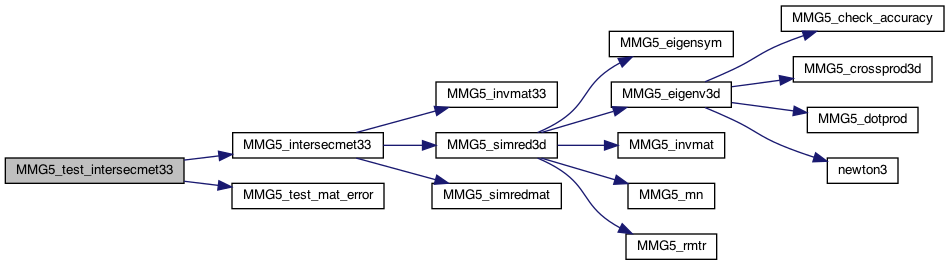 MMG5_test_intersecmet33
MMG5_intersecmet33
MMG5_test_mat_error
MMG5_invmat33
MMG5_simred3d
MMG5_simredmat
MMG5_eigensym
MMG5_eigenv3d
MMG5_invmat
MMG5_mn
MMG5_rmtr
MMG5_check_accuracy
MMG5_crossprod3d
MMG5_dotprod
newton3